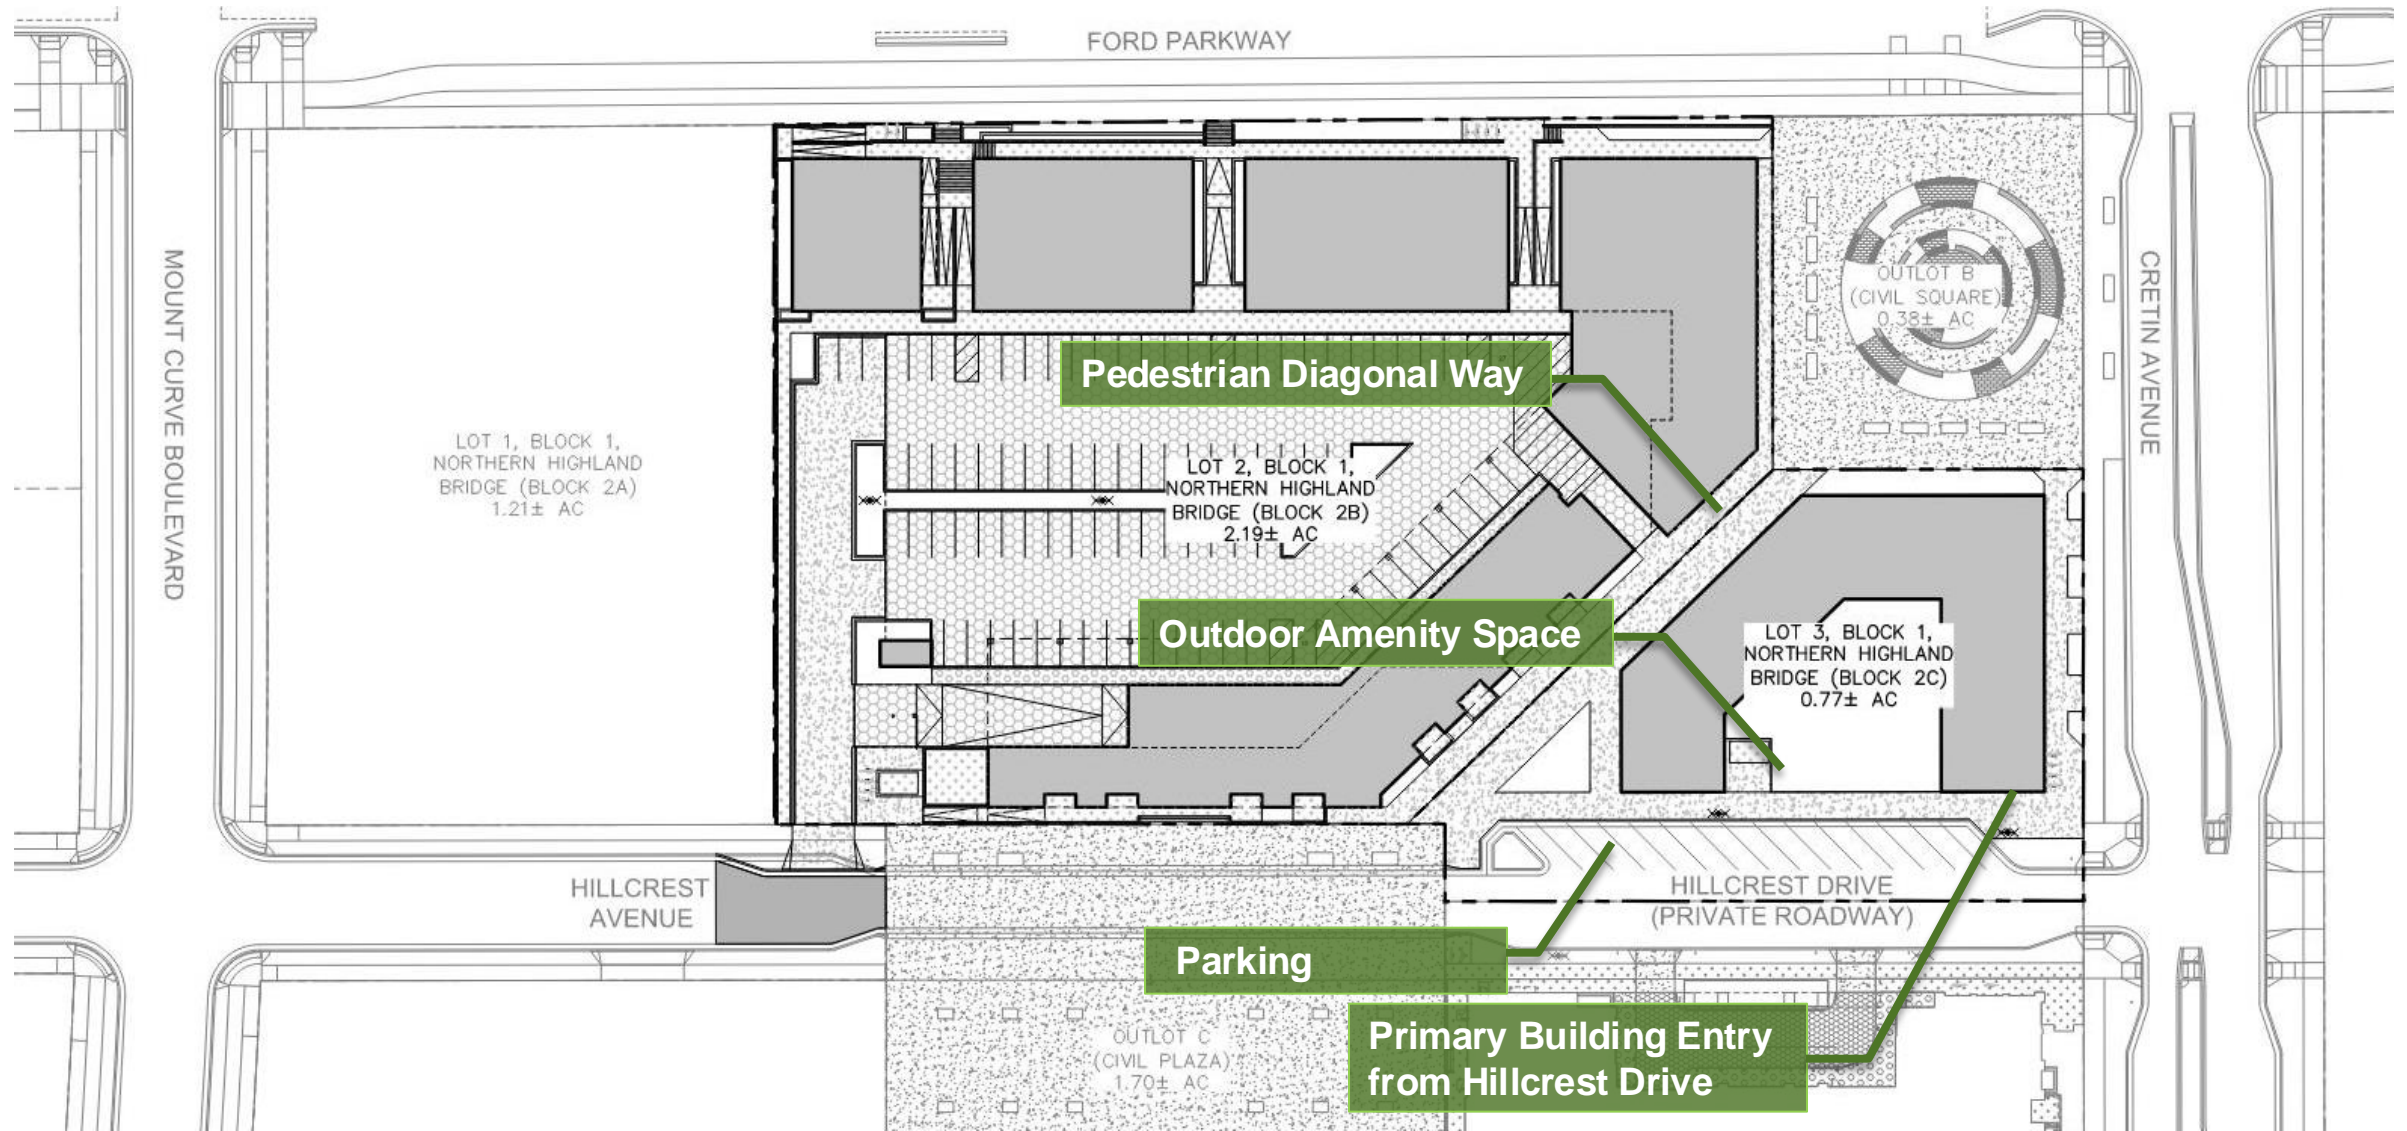 FORD PARKWAY
MOUNT CURVE BOULEVARD
CRETIN AVENUE
OUTLOT B
(CIVIL SQUARE)
0.38± AC
Pedestrian Diagonal Way
LOT 1, BLOCK 1,
NORTHERN HIGHLAND
BRIDGE (BLOCK 2A)
1.21± AC
LOT 2, BLOCK 1,
NORTHERN HIGHLAND
BRIDGE (BLOCK 2B)
2.19± AC
Outdoor Amenity Space
LOT 3, BLOCK 1,
NORTHERN HIGHLAND
BRIDGE (BLOCK 2C)
0.77± AC
HILLCREST
AVENUE
HILLCREST DRIVE
(PRIVATE ROADWAY)
Parking
OUTLOT C
(CIVIL PLAZA)
1.70± AC
Primary Building Entry
from Hillcrest Drive